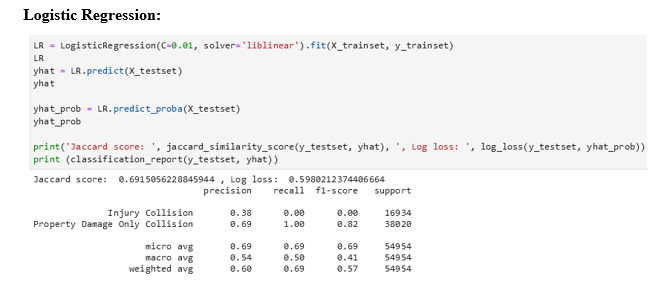 Logistic Regression:
LR = LogisticRegression(C=0.01, solver='liblinear').fit(X_trainset, y_trainset)
LR
yhat = LR.predict(X_testset)
yhat
yhat_prob = LR.predict_proba(X_testset)
yhat_prob
print('Jaccard score: ', jaccard_similarity_score(y_testset, yhat), ', Log loss: ', log_loss(y_testset, yhat_prob))
print (classification_report(y_testset, yhat))
Jaccard score:  0.6915056228845944 , Log loss:  0.5980212374406664
precision recall f1-score support
Injury Collision 0.38 0.00 0.00 16934
Property Damage Only Collision 0.69 1.00 0.82 38020
micro avg 0.69 0.69 0.69 54954
macro avg 0.54 0.50 0.41 54954
weighted avg 0.60 0.69 0.57 54954